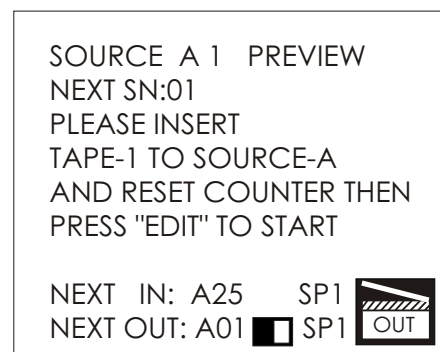 SOURCE A 1 PREVIEW
NEXT SN:01
PLEASE INSERT
TAPE-1 TO SOURCE-A
AND RESET COUNTER THEN
PRESS "EDIT" TO START
NEXT IN: A25 SP1
NEXT OUT: A01 SP1 OUT